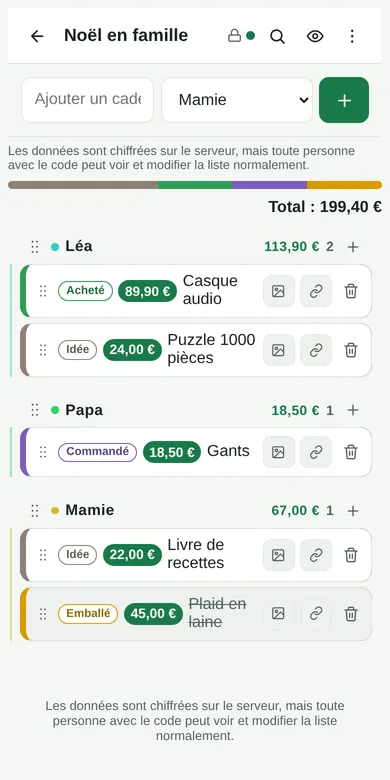 Noël en famille
Ajouter un cade
Mamie
Les données sont chiffrées sur le serveur, mais toute personne
avec le code peut voir et modifier la liste normalement.
Total : 199,40 €
Léa 113,90 € 2
Acheté 89,90 € Casque
audio
Idée 24,00 € Puzzle 1000
pièces
Papa 18,50 € 1
Commandé 18,50 € Gants
Mamie 67,00 € 1
Idée 22,00 € Livre de
recettes
Emballé 45,00 € Plaid en
laine
Les données sont chiffrées sur le serveur, mais toute
personne avec le code peut voir et modifier la liste
normalement.